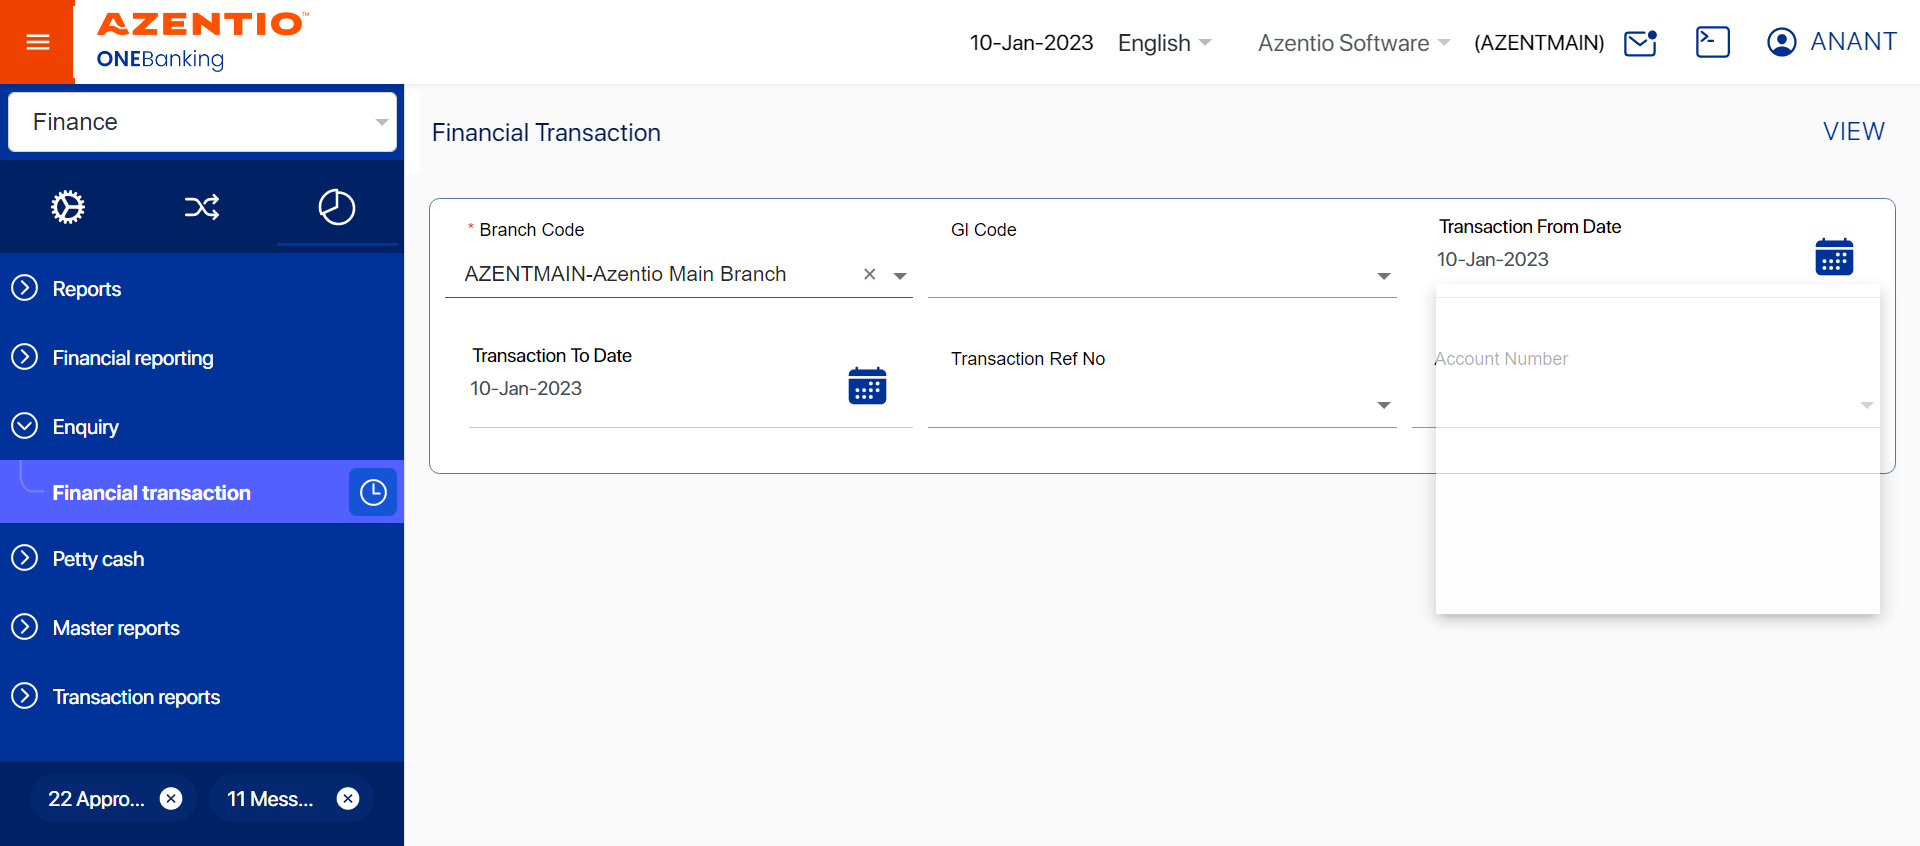 AZENTIO™
ONEBanking
10-Jan-2023 English Azentio Software (AZENTMAIN) ANANT
Finance
Reports
Financial reporting
Enquiry
Financial transaction
Petty cash
Master reports
Transaction reports
22 Appro...
11 Mess...
Financial Transaction
VIEW
* Branch Code
AZENTMAIN-Azentio Main Branch
Gl Code
Transaction From Date
10-Jan-2023
Transaction To Date
10-Jan-2023
Transaction Ref No
Account Number